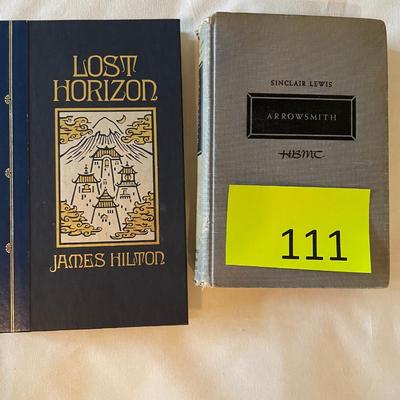 LOST
HORIZON
JAMES HILTON
SINCLAIR LEWIS
ARROWSMITH
HBMC
111